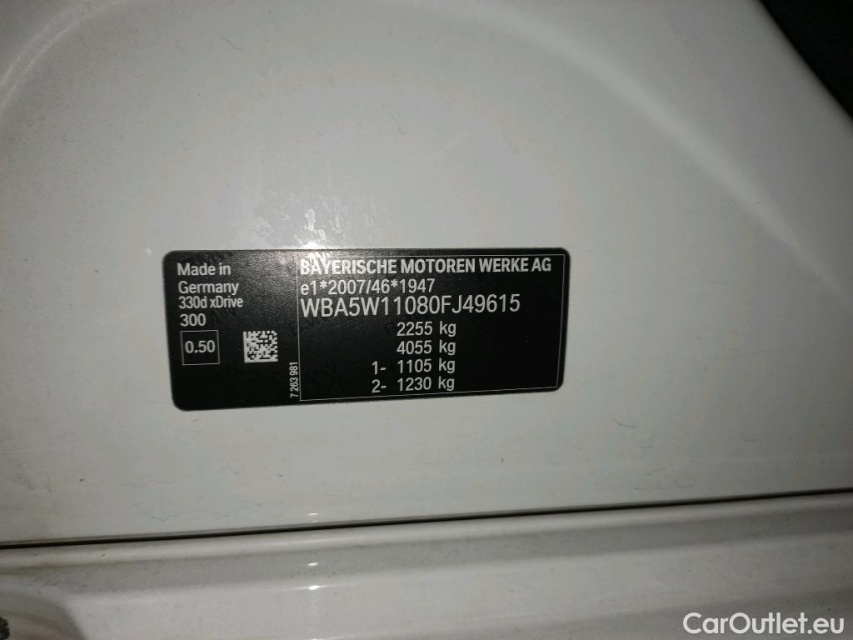 Made in
Germany
330d xDrive
300
0.50
7 263 981
BAYERISCHE MOTOREN WERKE AG
e1*2007/46*1947
WBA5W11080FJ49615
2255 kg
4055 kg
1- 1105 kg
2- 1230 kg
CarOutlet.eu